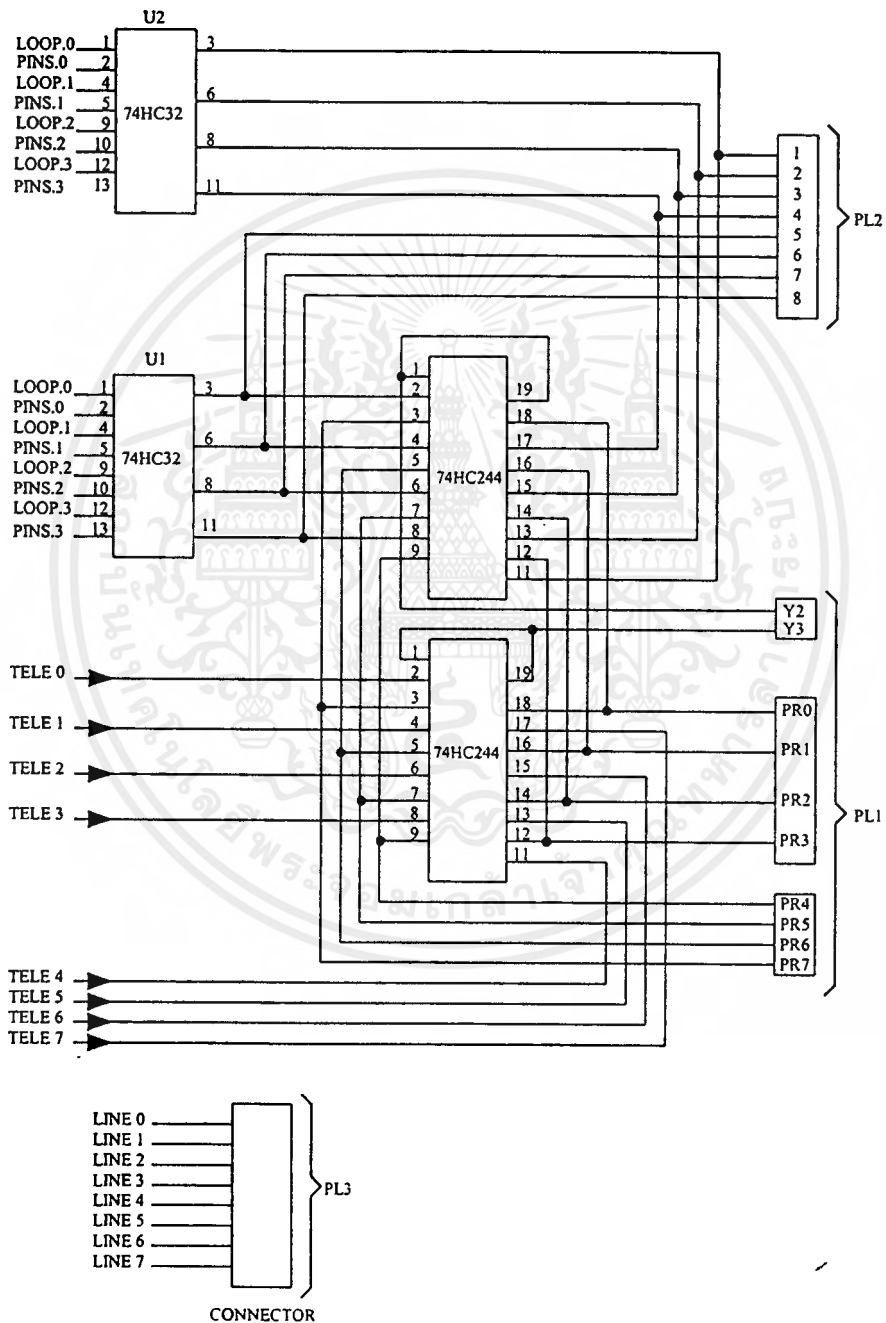 U2
LOOP.0 1
PINS.0 2
LOOP.1 4
PINS.1 5
LOOP.2 9
PINS.2 10
LOOP.3 12
PINS.3 13
74HC32
3
6
8
11
1
2
3
4
5
6
7
8
PL2
U1
LOOP.0 1
PINS.0 2
LOOP.1 4
PINS.1 5
LOOP.2 9
PINS.2 10
LOOP.3 12
PINS.3 13
74HC32
3
6
8
11
1
2
3
4
5
6
7
8
9
74HC244
19
18
17
16
15
14
13
12
11
Y2
Y3
TELE 0
TELE 1
TELE 2
TELE 3
1
2
3
4
5
6
7
8
9
74HC244
19
18
17
16
15
14
13
12
11
PR0
PR1
PR2
PR3
PR4
PR5
PR6
PR7
PL1
TELE 4
TELE 5
TELE 6
TELE 7
LINE 0
LINE 1
LINE 2
LINE 3
LINE 4
LINE 5
LINE 6
LINE 7
PL3
CONNECTOR